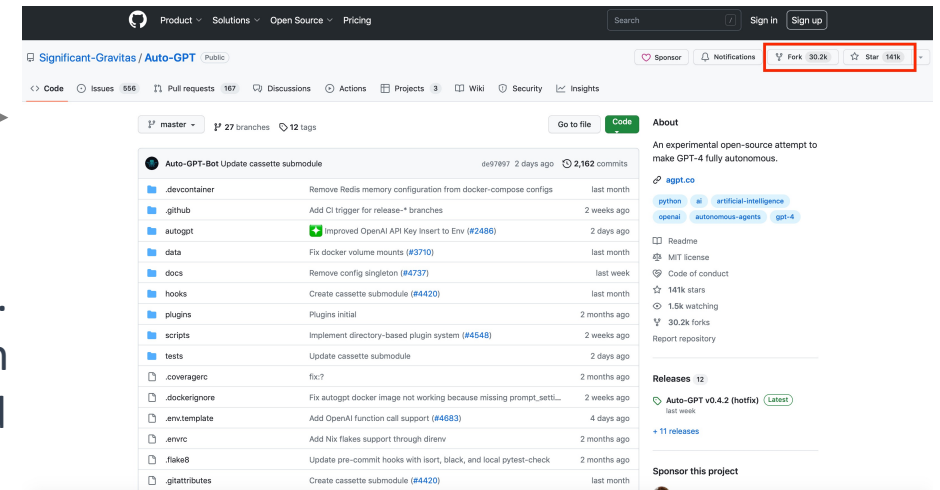 Product Solutions Open Source Pricing Search / Sign in Sign up
Significant-Gravitas / Auto-GPT Public Sponsor Notifications Fork 30.2k Star 141k
<> Code Issues 556 Pull requests 167 Discussions Actions Projects 3 Wiki Security Insights
master 27 branches 12 tags Go to file Code
Auto-GPT-Bot Update cassette submodule de97097 2 days ago 2,162 commits
.devcontainer Remove Redis memory configuration from docker-compose configs last month
.github Add CI trigger for release-* branches 2 weeks ago
autogpt Improved OpenAI API Key Insert to Env (#2486) 2 days ago
data Fix docker volume mounts (#3710) last month
docs Remove config singleton (#4737) last week
hooks Create cassette submodule (#4420) last month
plugins Plugins initial 2 months ago
scripts Implement directory-based plugin system (#4548) 2 weeks ago
tests Update cassette submodule 2 days ago
.coveragerc fix:? 2 months ago
.dockerignore Fix autogpt docker image not working because missing prompt_setti... 2 weeks ago
.env.template Add OpenAI function call support (#4683) 4 days ago
.envrc Add Nix flakes support through direnv 2 months ago
.flake8 Update pre-commit hooks with isort, black, and local pytest-check 2 months ago
.gitattributes Create cassette submodule (#4420) last month
About
An experimental open-source attempt to
make GPT-4 fully autonomous.
agpt.co
python ai artificial-intelligence
openai autonomous-agents gpt-4
Readme
MIT license
Code of conduct
141k stars
1.5k watching
30.2k forks
Report repository
Releases 12
Auto-GPT v0.4.2 (hotfix) Latest
last week
+ 11 releases
Sponsor this project